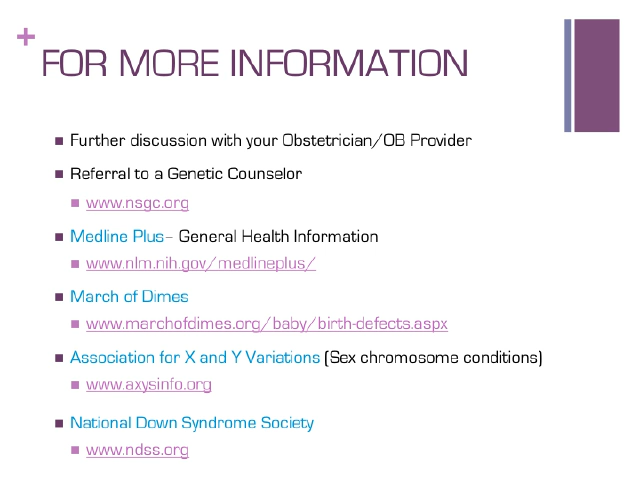 +
FOR MORE INFORMATION
■ Further discussion with your Obstetrician/OB Provider
■ Referral to a Genetic Counselor
■ www.nsgc.org
■ Medline Plus– General Health Information
■ www.nlm.nih.gov/medlineplus/
■ March of Dimes
■ www.marchofdimes.org/baby/birth-defects.aspx
■ Association for X and Y Variations (Sex chromosome conditions)
■ www.axysinfo.org
■ National Down Syndrome Society
■ www.ndss.org